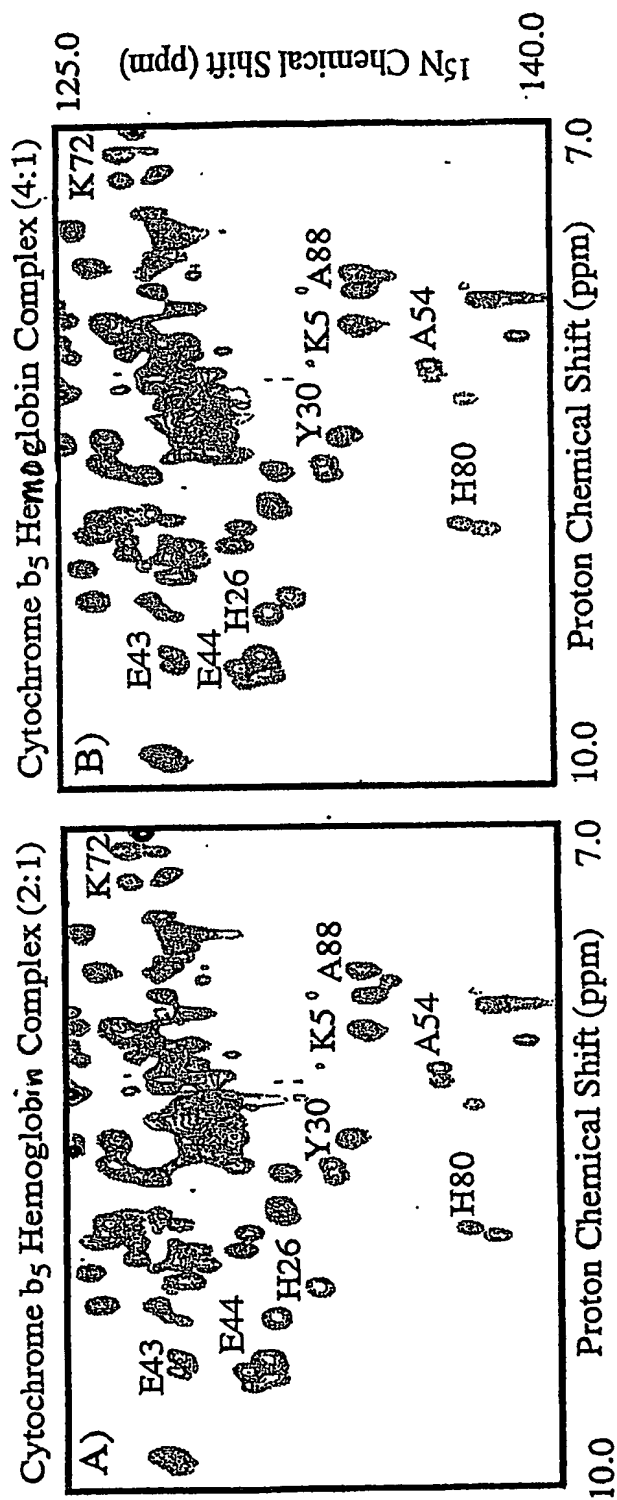 Cytochrome b5 Hemoglobin Complex (2:1)
A)
E43
E44
H26
Y30
K5
A88
K72
A54
H80
10.0
7.0
Proton Chemical Shift (ppm)
Cytochrome b5 Hemoglobin Complex (4:1)
B)
E43
E44
H26
Y30
K5
A88
K72
A54
H80
10.0
7.0
Proton Chemical Shift (ppm)
125.0
15N Chemical Shift (ppm)
140.0